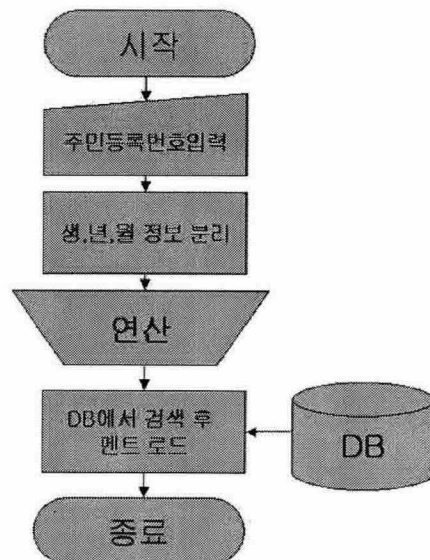 시작
주민등록번호입력
생,년,월 정보 분리
연산
DB에서 검색 후
멘트 로드
DB
종료